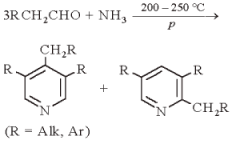 3RCH₂CHO + NH₃ 200 – 250 °C
p
CH₂R
R R
N
+
R R
N CH₂R
(R = Alk, Ar)